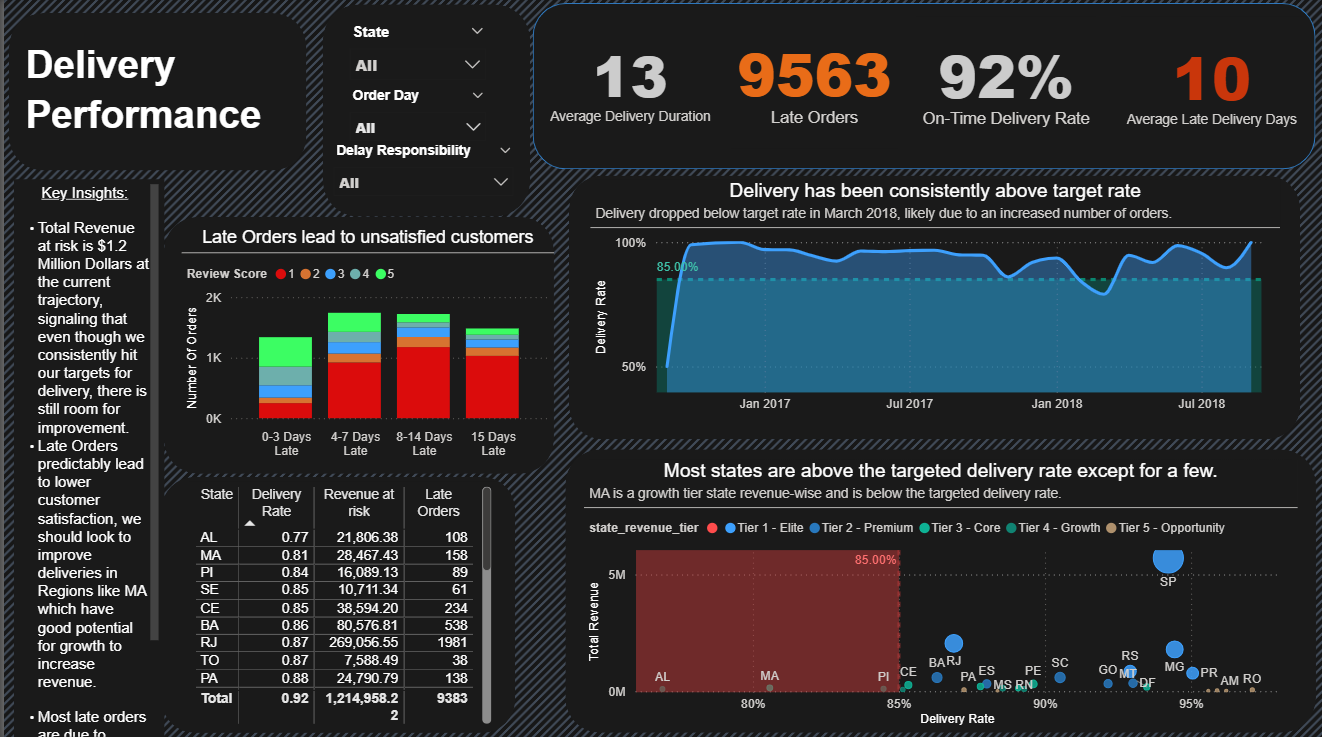 Delivery
Performance
State
All
Order Day
All
Delay Responsibility
All
13
Average Delivery Duration
9563
Late Orders
92%
On-Time Delivery Rate
10
Average Late Delivery Days
Key Insights:
• Total Revenue
at risk is $1.2
Million Dollars at
the current
trajectory,
signaling that
even though we
consistently hit
our targets for
delivery, there is
still room for
improvement.
• Late Orders
predictably lead
to lower
customer
satisfaction, we
should look to
improve
deliveries in
Regions like MA
which have
good potential
for growth to
increase
revenue.
• Most late orders
are due to
Late Orders lead to unsatisfied customers
Review Score 1 2 3 4 5
Number Of Orders
2K
1K
0K
0-3 Days
Late
4-7 Days
Late
8-14 Days
Late
15 Days
Late
Delivery has been consistently above target rate
Delivery dropped below target rate in March 2018, likely due to an increased number of orders.
Delivery Rate
100%
85.00%
50%
Jan 2017 Jul 2017 Jan 2018 Jul 2018
State Delivery Rate Revenue at risk Late Orders
AL 0.77 21,806.38 108
MA 0.81 28,467.43 158
PI 0.84 16,089.13 89
SE 0.85 10,711.34 61
CE 0.85 38,594.20 234
BA 0.86 80,576.81 538
RJ 0.87 269,056.55 1981
TO 0.87 7,588.49 38
PA 0.88 24,790.79 138
Total 0.92 1,214,958.22 9383
Most states are above the targeted delivery rate except for a few.
MA is a growth tier state revenue-wise and is below the targeted delivery rate.
state_revenue_tier Tier 1 - Elite Tier 2 - Premium Tier 3 - Core Tier 4 - Growth Tier 5 - Opportunity
Total Revenue
5M
0M
85.00%
SP
AL
MA
PI
CE
BA
RJ
PA
ES
MS
RN
PE
SC
GO
RS
MT
DF
MG
PR
AM
RO
80% 85% 90% 95%
Delivery Rate